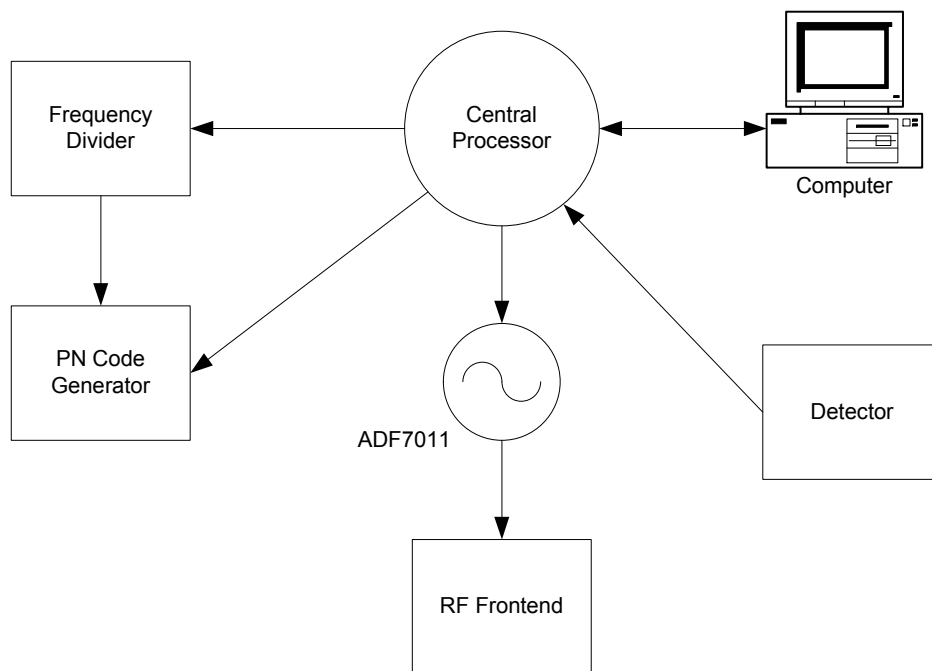 Frequency
Divider
Central
Processor
Computer
PN Code
Generator
Detector
ADF7011
RF Frontend